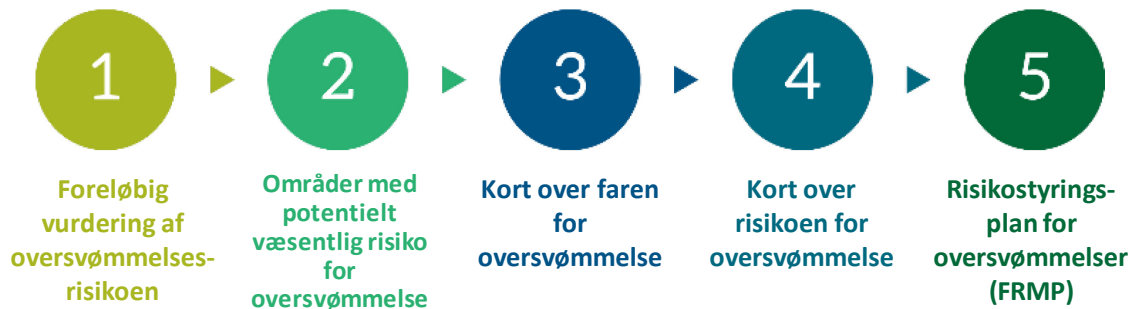 1
Foreløbig
vurdering af
oversvømmelses-
risikoen
2
Områder med
potentielt
væsentlig risiko
for
oversvømmelse
3
Kort over faren
for
oversvømmelse
4
Kort over
risikoen for
oversvømmelse
5
Risikostyrings-
plan for
oversvømmelser
(FRMP)